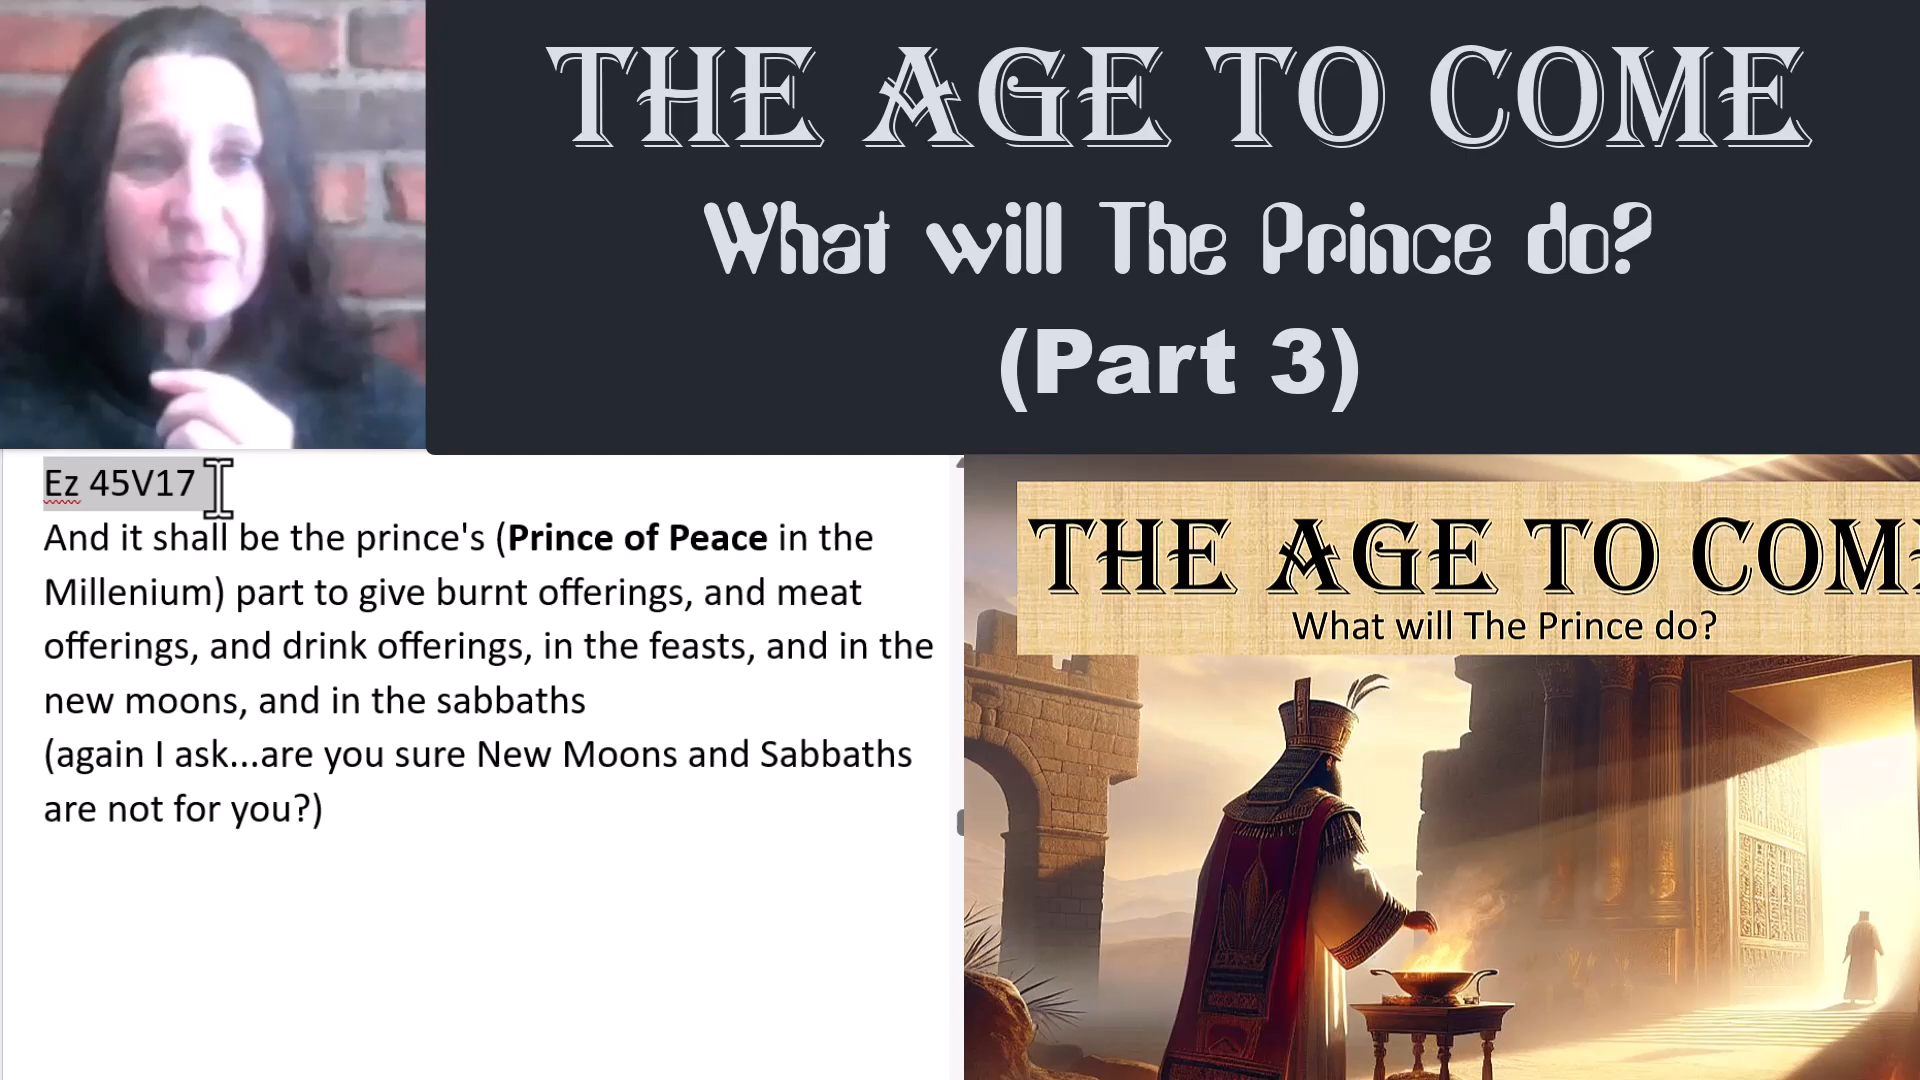 THE AGE TO COME
What will The Prince do?
(Part 3)
Ez 45V17
And it shall be the prince's (Prince of Peace in the
Millenium) part to give burnt offerings, and meat
offerings, and drink offerings, in the feasts, and in the
new moons, and in the sabbaths
(again I ask...are you sure New Moons and Sabbaths
are not for you?)
THE AGE TO COM
What will The Prince do?